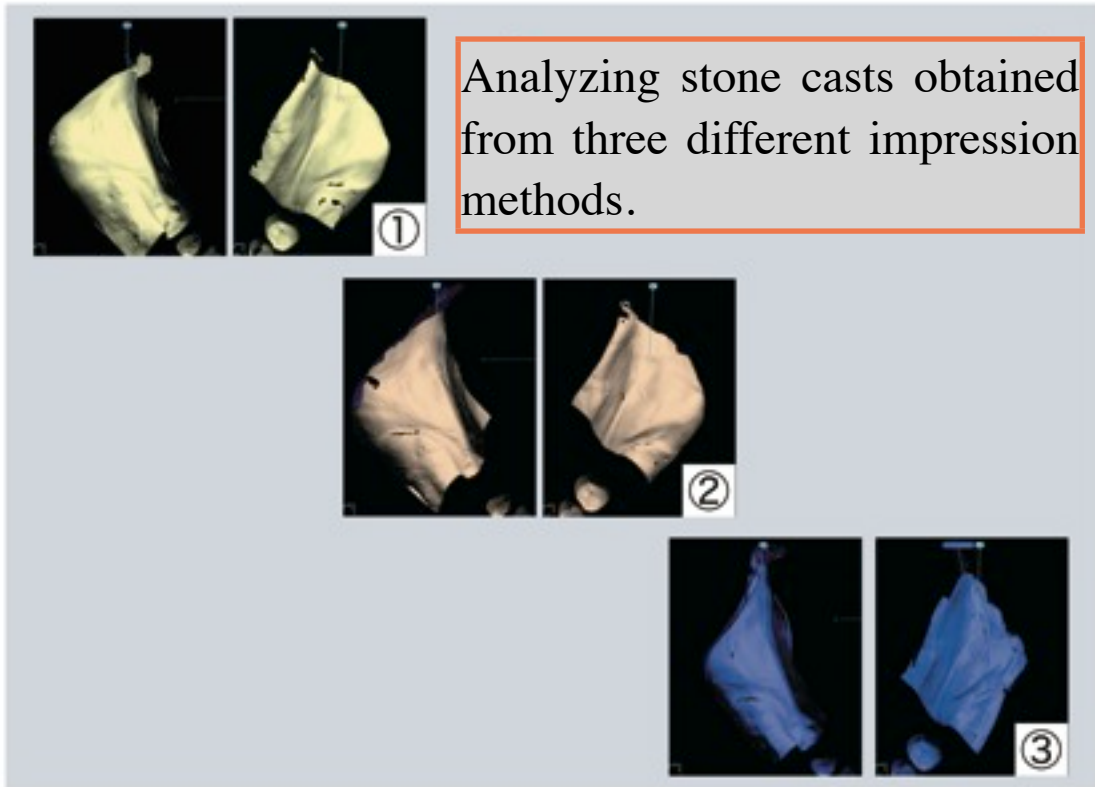 Analyzing stone casts obtained
from three different impression
methods.
①
②
③